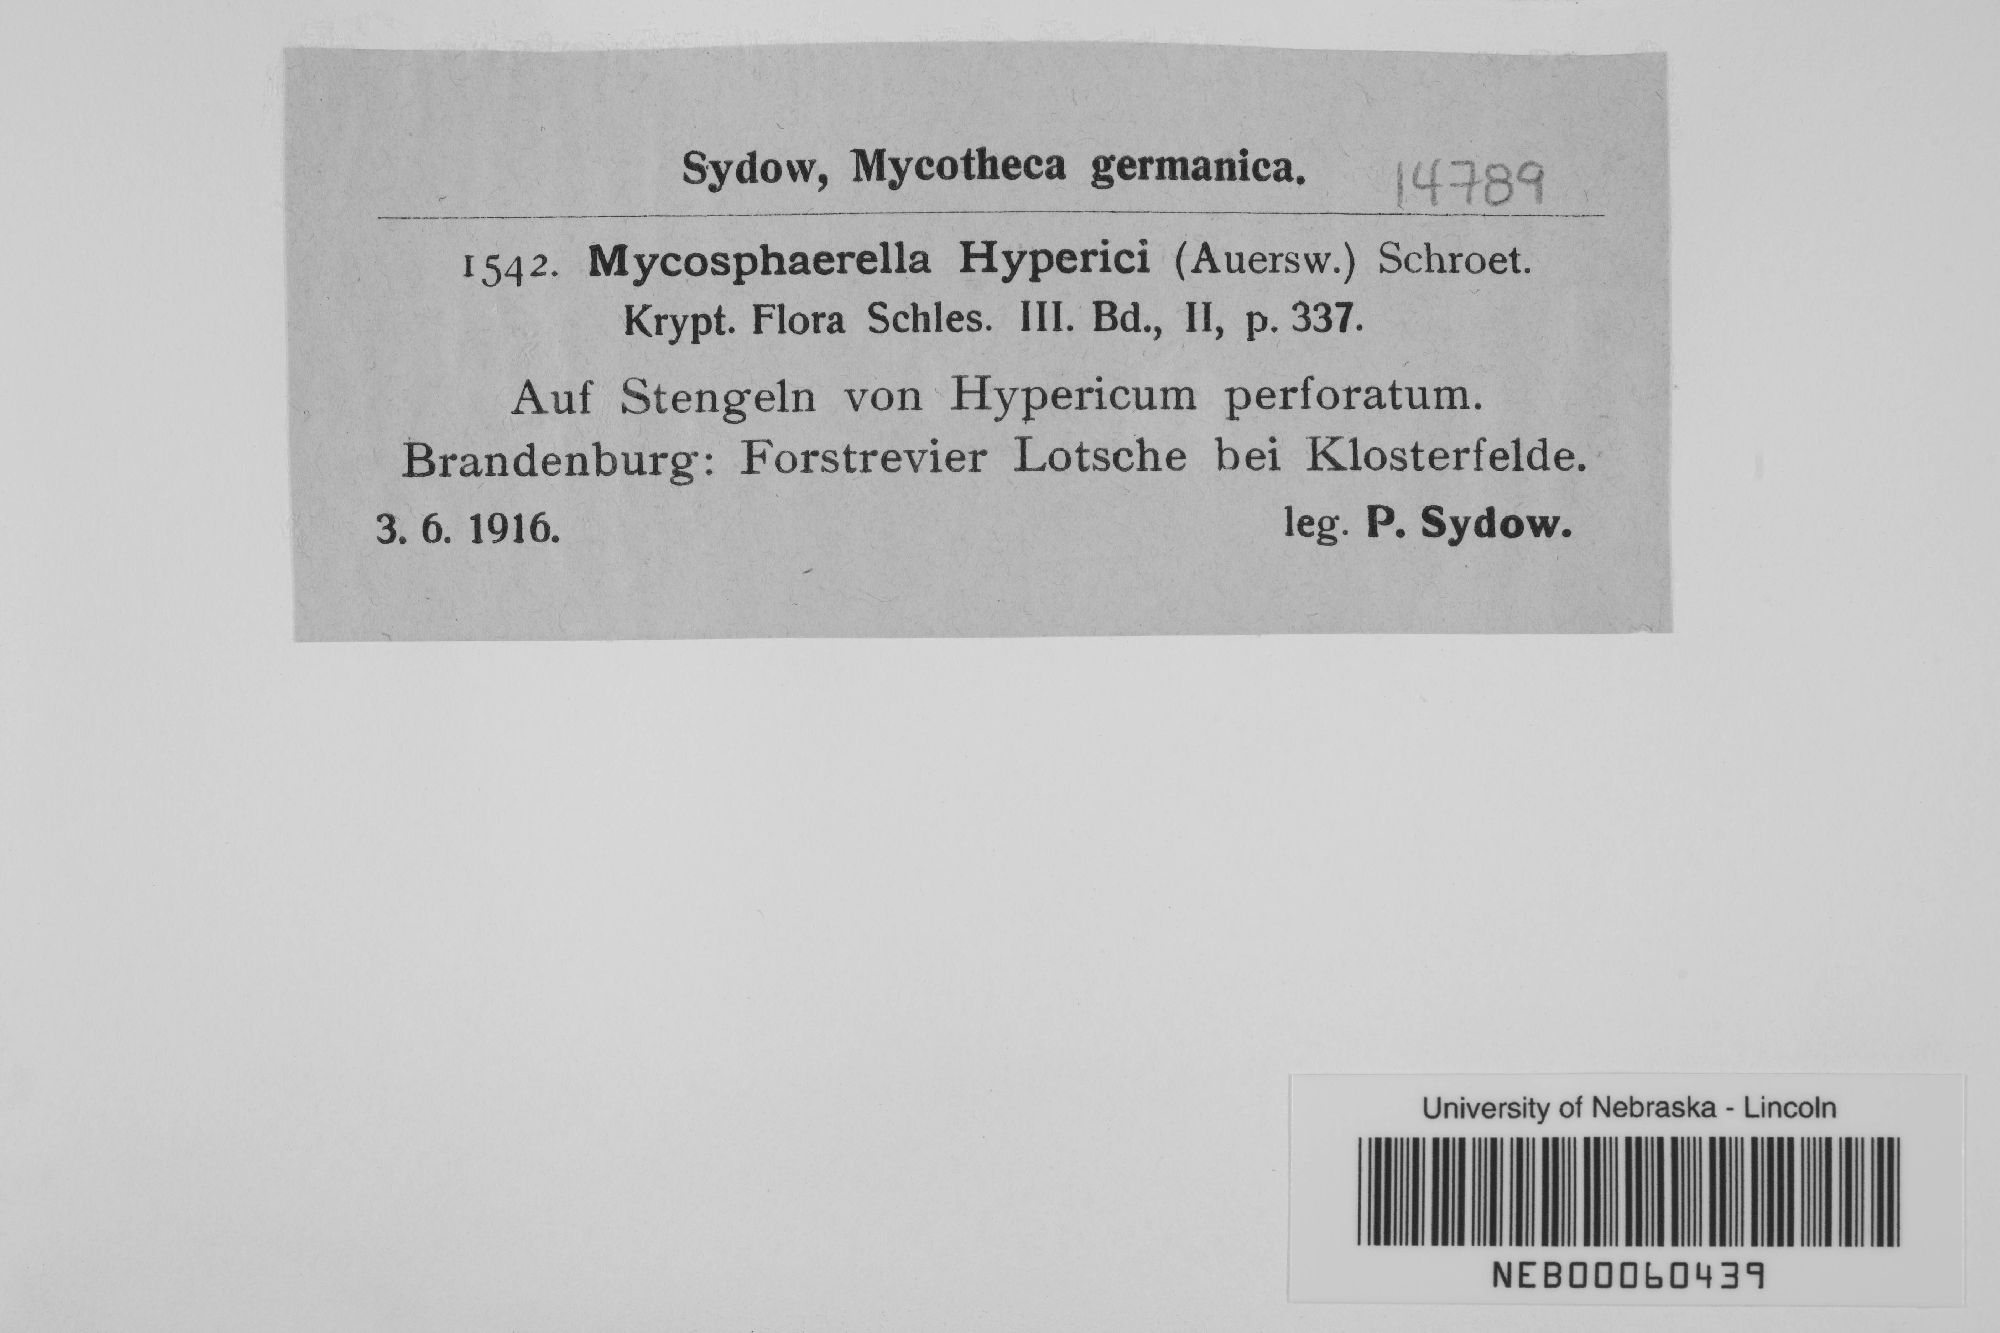 Sydow, Mycotheca germanica. 14789
1542. Mycosphaerella Hyperici (Auersw.) Schroet.
Krypt. Flora Schles. III. Bd., II, p. 337.
Auf Stengeln von Hypericum perforatum.
Brandenburg: Forstrevier Lotsche bei Klosterfelde.
3. 6. 1916. leg. P. Sydow.
University of Nebraska - Lincoln
NEB00060439